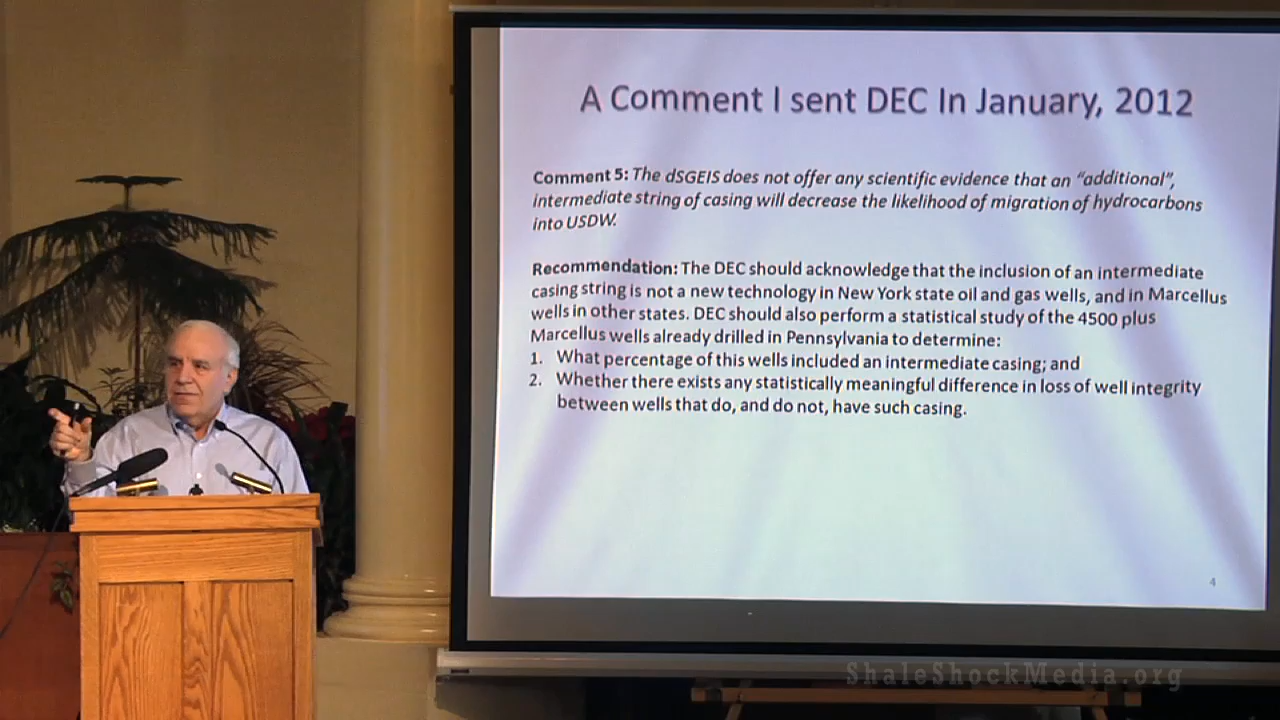 A Comment I sent DEC In January, 2012
Comment 5: The dSGEIS does not offer any scientific evidence that an “additional”,
intermediate string of casing will decrease the likelihood of migration of hydrocarbons
into USDW.
Recommendation: The DEC should acknowledge that the inclusion of an intermediate
casing string is not a new technology in New York state oil and gas wells, and in Marcellus
wells in other states. DEC should also perform a statistical study of the 4500 plus
Marcellus wells already drilled in Pennsylvania to determine:
1. What percentage of this wells included an intermediate casing; and
2. Whether there exists any statistically meaningful difference in loss of well integrity
between wells that do, and do not, have such casing.
4
ShaleShockMedia.org